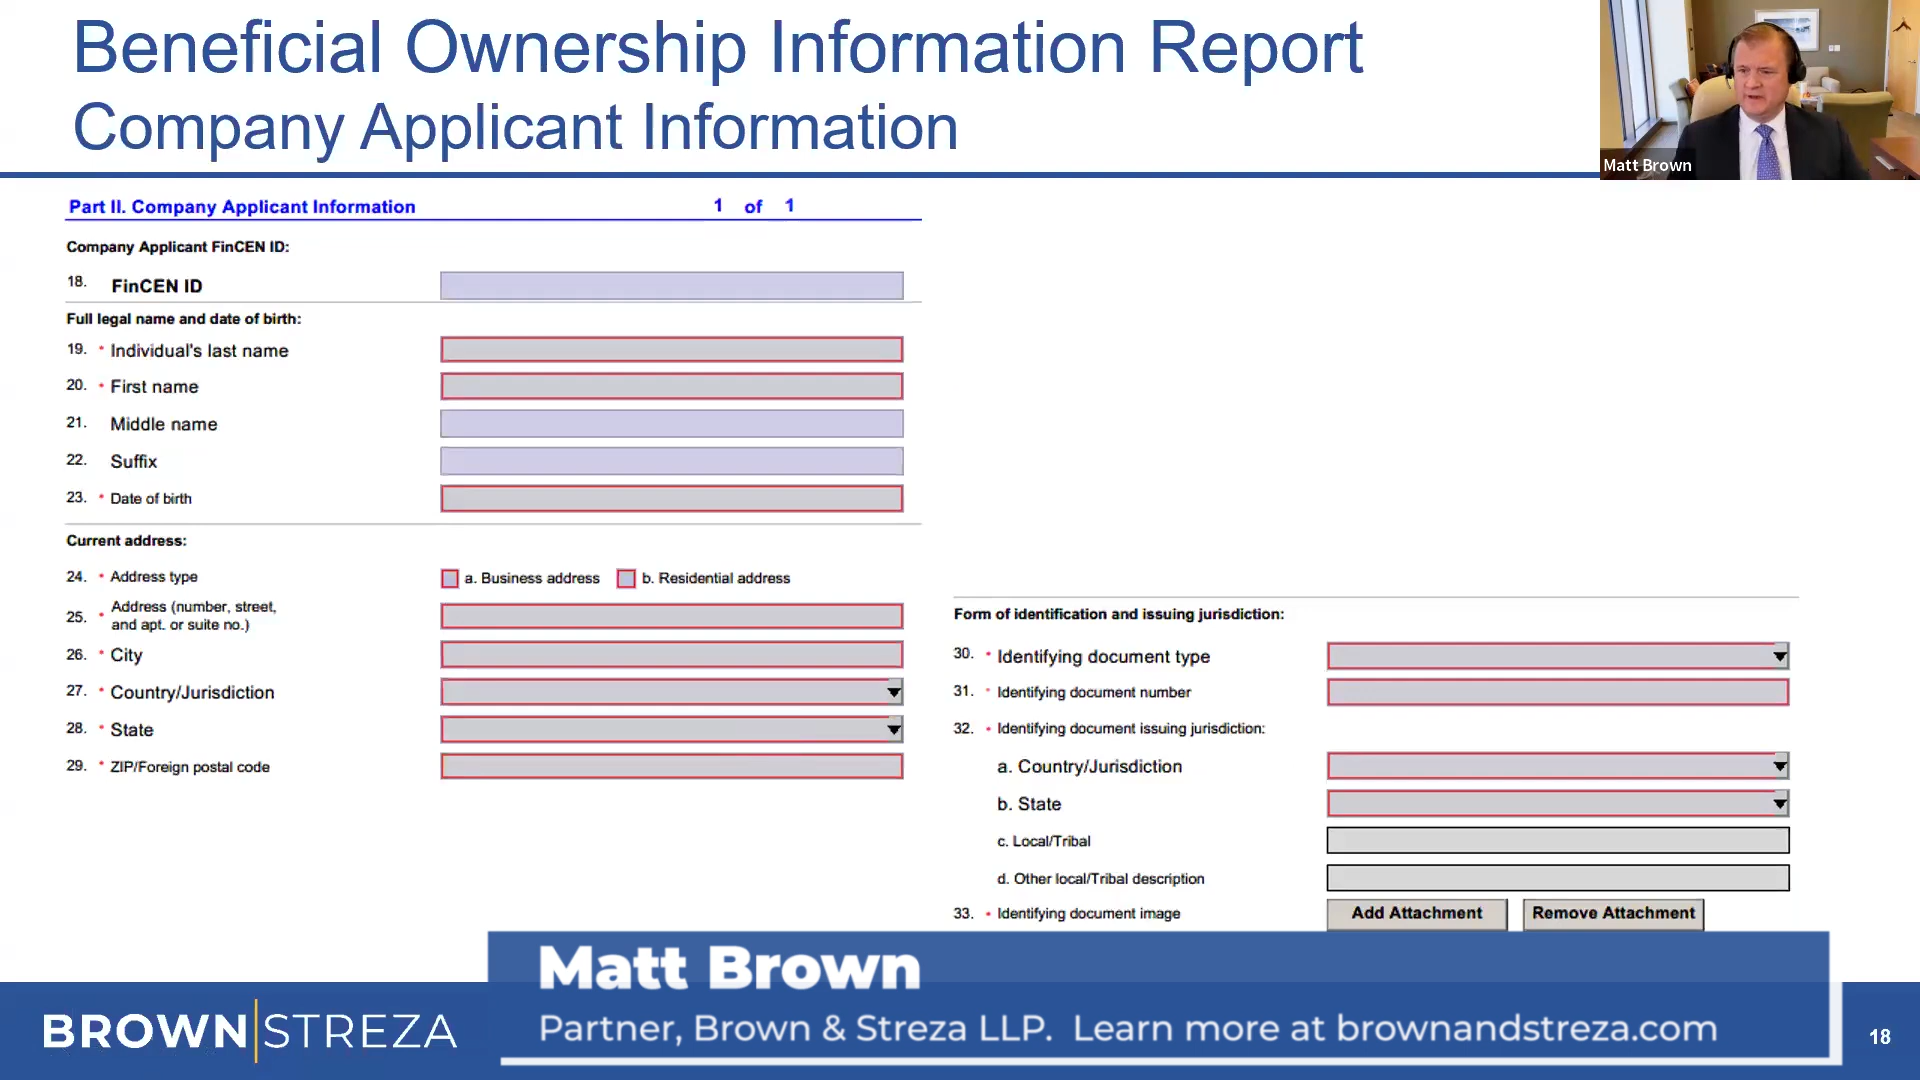 Beneficial Ownership Information Report
Company Applicant Information
Matt Brown
Part II. Company Applicant Information 1 of 1
Company Applicant FinCEN ID:
18. FinCEN ID
Full legal name and date of birth:
19. * Individual's last name
20. * First name
21. Middle name
22. Suffix
23. * Date of birth
Current address:
24. * Address type a. Business address b. Residential address
25. * Address (number, street,
and apt. or suite no.)
26. * City
27. * Country/Jurisdiction
28. * State
29. * ZIP/Foreign postal code
Form of identification and issuing jurisdiction:
30. * Identifying document type
31. * Identifying document number
32. * Identifying document issuing jurisdiction:
a. Country/Jurisdiction
b. State
c. Local/Tribal
d. Other local/Tribal description
33. * Identifying document image Add Attachment Remove Attachment
Matt Brown
Partner, Brown & Streza LLP. Learn more at brownandstreza.com
BROWN|STREZA
18